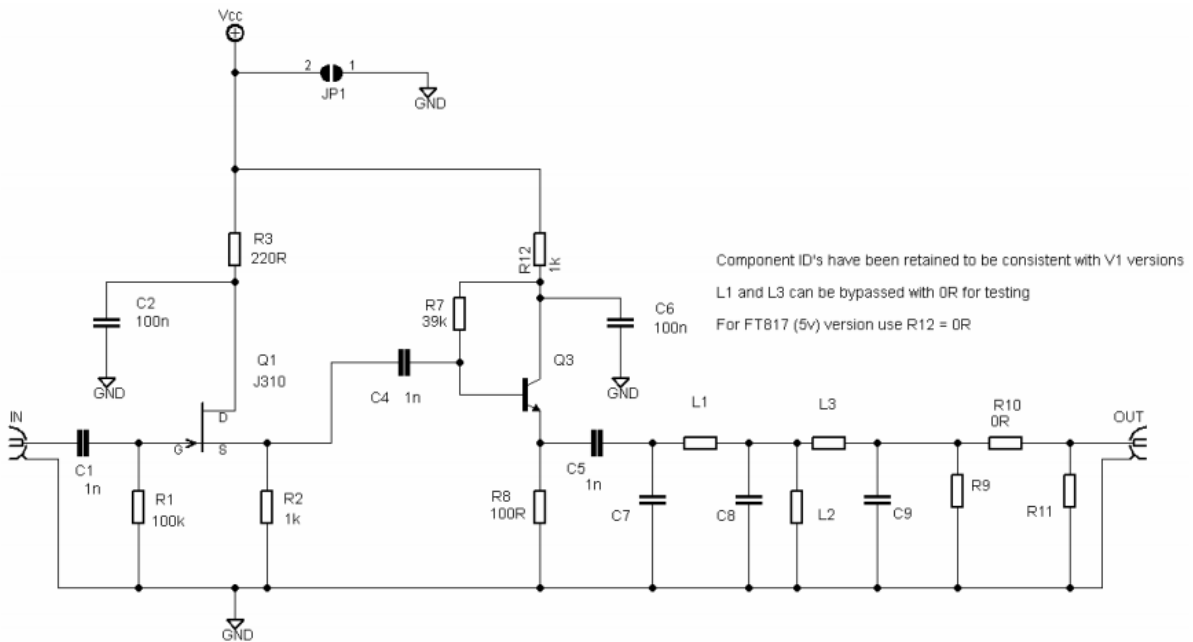 Vcc
2
1
JP1
GND
R3
220R
R12
1k
C2
100n
R7
39k
C6
100n
Component ID's have been retained to be consistent with V1 versions
L1 and L3 can be bypassed with 0R for testing
For FT817 (5v) version use R12 = 0R
GND
Q1
J310
C4
1n
Q3
GND
IN
D
G
S
C1
1n
R1
100k
R2
1k
C5
1n
R8
100R
L1
L3
R10
0R
OUT
C7
C8
L2
C9
R9
R11
GND